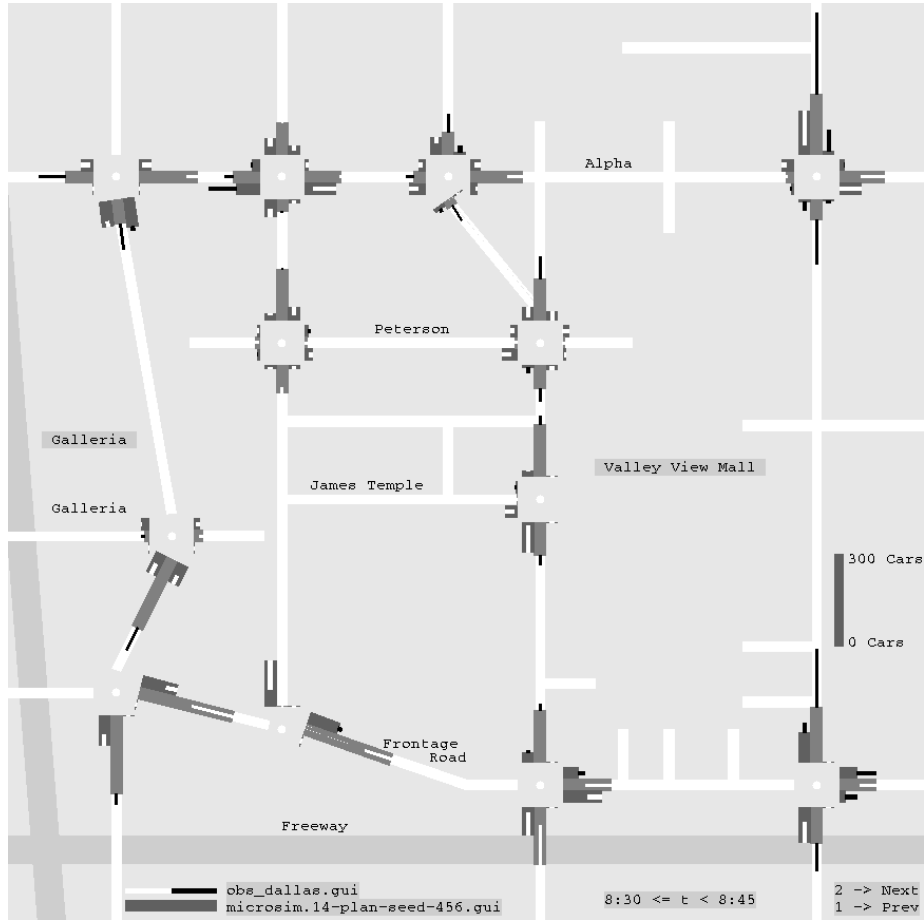 Alpha
Peterson
Galleria
Valley View Mall
James Temple
Galleria
300 Cars
0 Cars
Frontage
Road
Freeway
obs_dallas.gui
8:30 <= t < 8:45
2 -> Next
microsim.14-plan-seed-456.gui
1 -> Prev